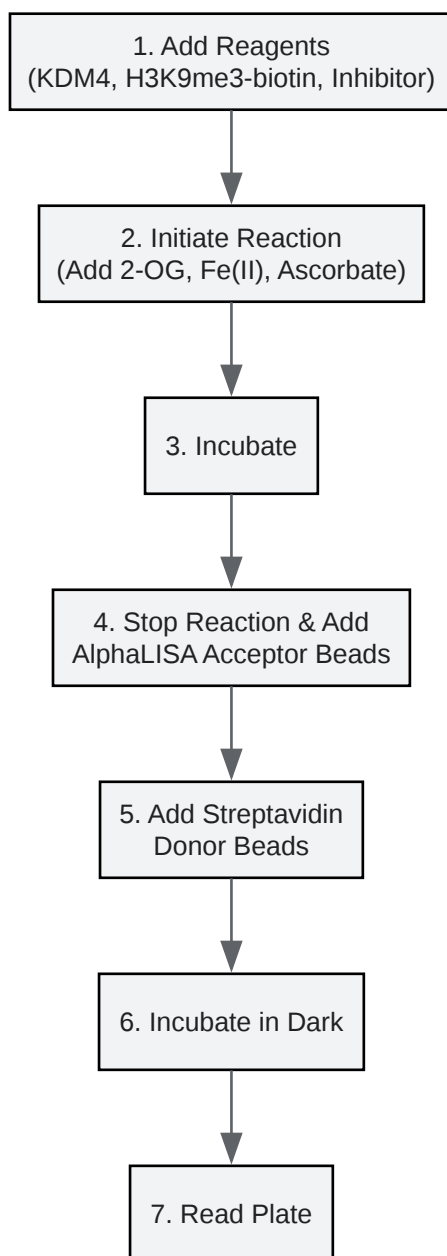 1. Add Reagents
(KDM4, H3K9me3-biotin, Inhibitor)
2. Initiate Reaction
(Add 2-OG, Fe(II), Ascorbate)
3. Incubate
4. Stop Reaction & Add
AlphaLISA Acceptor Beads
5. Add Streptavidin
Donor Beads
6. Incubate in Dark
7. Read Plate